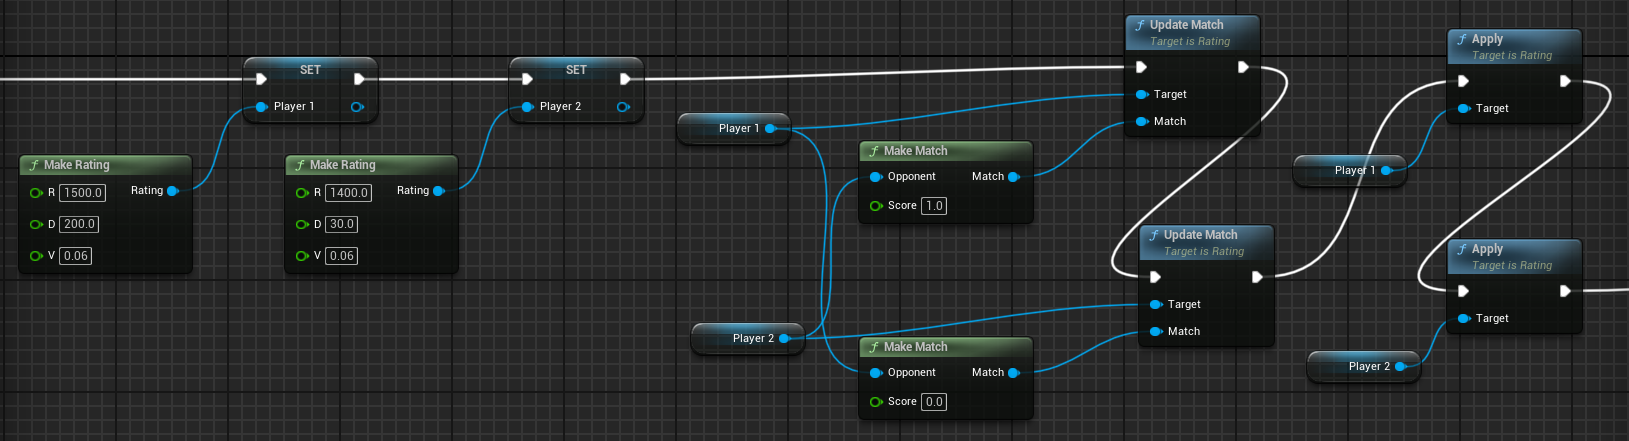 SET
Player 1
SET
Player 2
f Make Rating
R 1500.0 Rating
D 200.0
V 0.06
f Make Rating
R 1400.0 Rating
D 30.0
V 0.06
Player 1
Player 2
f Make Match
Opponent Match
Score 1.0
f Make Match
Opponent Match
Score 0.0
f Update Match
Target is Rating
Target
Match
f Update Match
Target is Rating
Target
Match
f Apply
Target is Rating
Target
Player 1
f Apply
Target is Rating
Target
Player 2